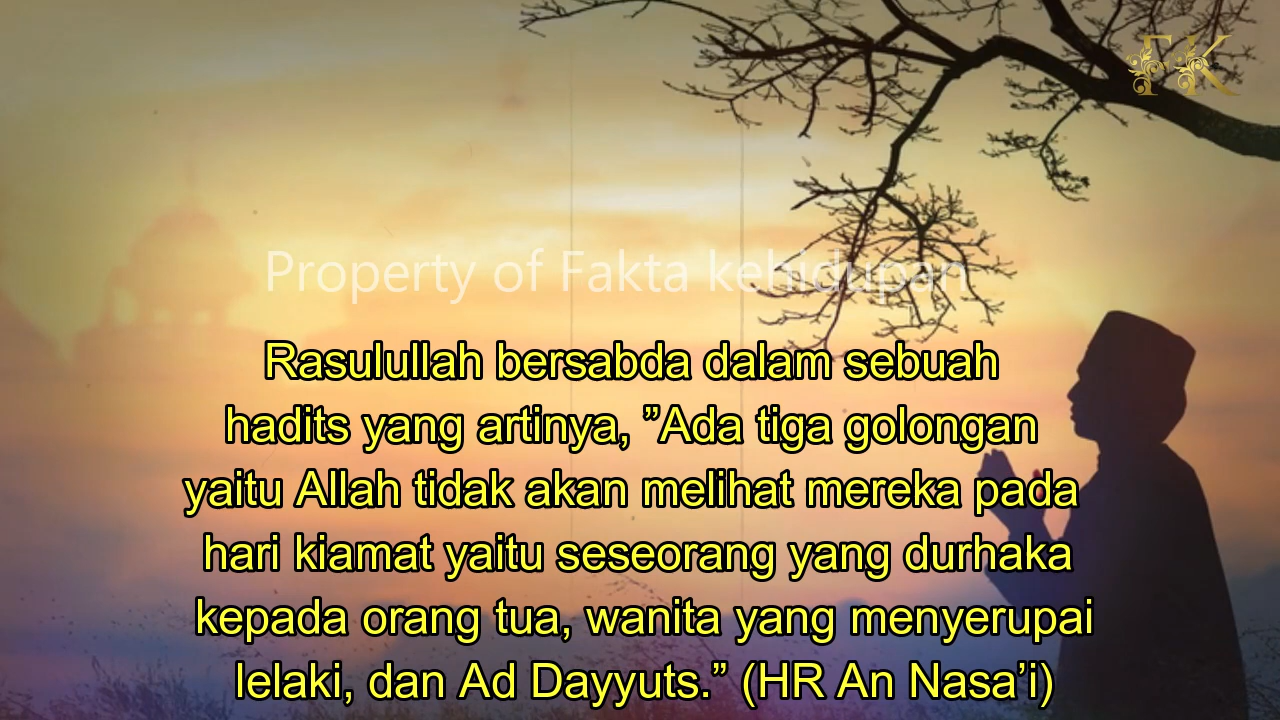 FK
Property of Fakta kehidupan
Rasulullah bersabda dalam sebuah
hadits yang artinya, ”Ada tiga golongan
yaitu Allah tidak akan melihat mereka pada
hari kiamat yaitu seseorang yang durhaka
kepada orang tua, wanita yang menyerupai
lelaki, dan Ad Dayyuts.” (HR An Nasa’i)